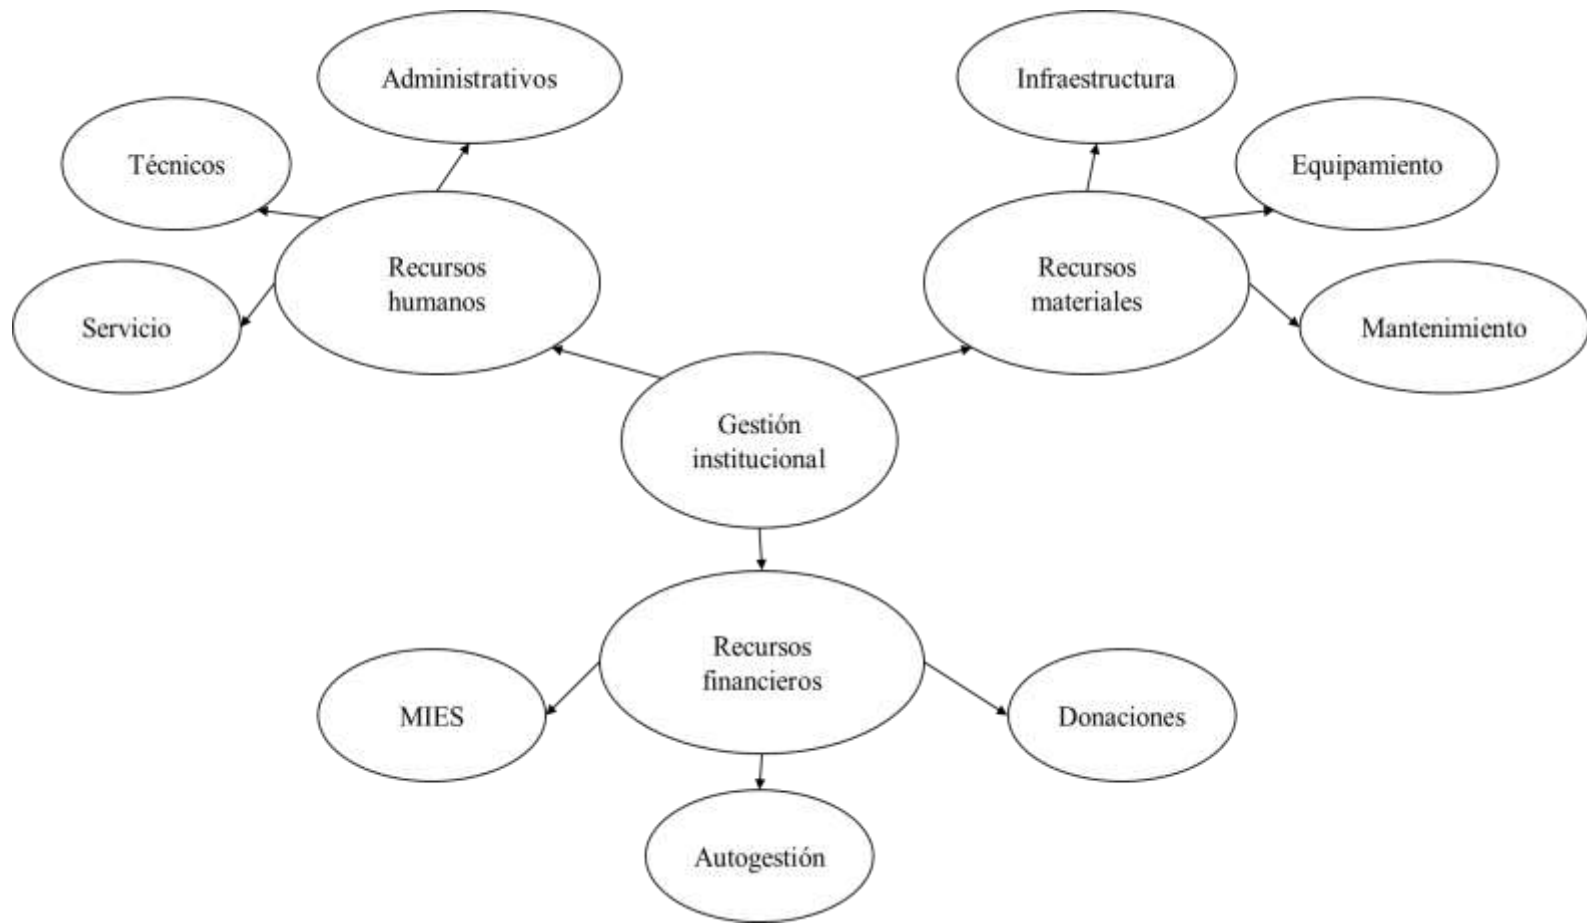 Administrativos
Infraestructura
Técnicos
Equipamiento
Recursos
humanos
Recursos
materiales
Servicio
Mantenimiento
Gestión
institucional
Recursos
financieros
MIES
Donaciones
Autogestión